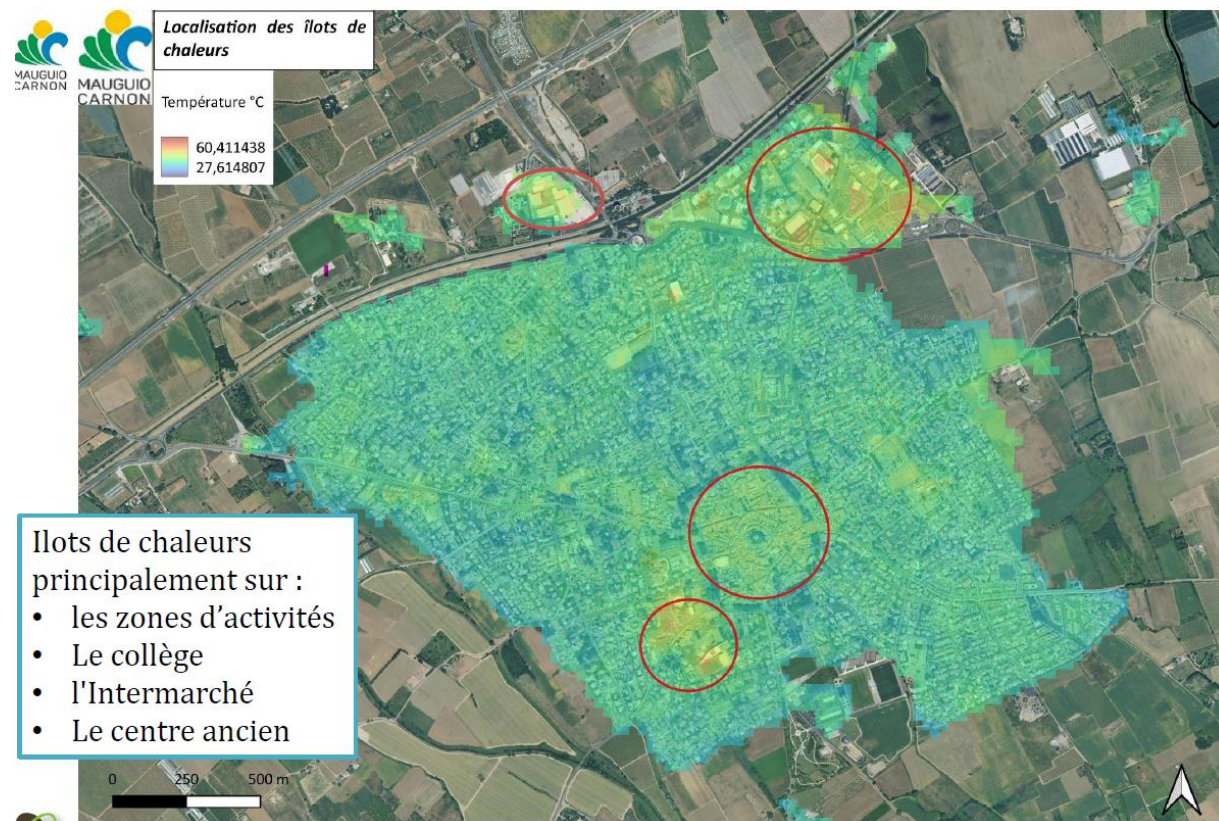 MAUGUIO
CARNON
MAUGUIO
CARNON
Localisation des îlots de
chaleurs
Température °C
60,411438
27,614807
Ilots de chaleurs
principalement sur :
• les zones d’activités
• Le collège
• l'Intermarché
• Le centre ancien
0 250 500 m